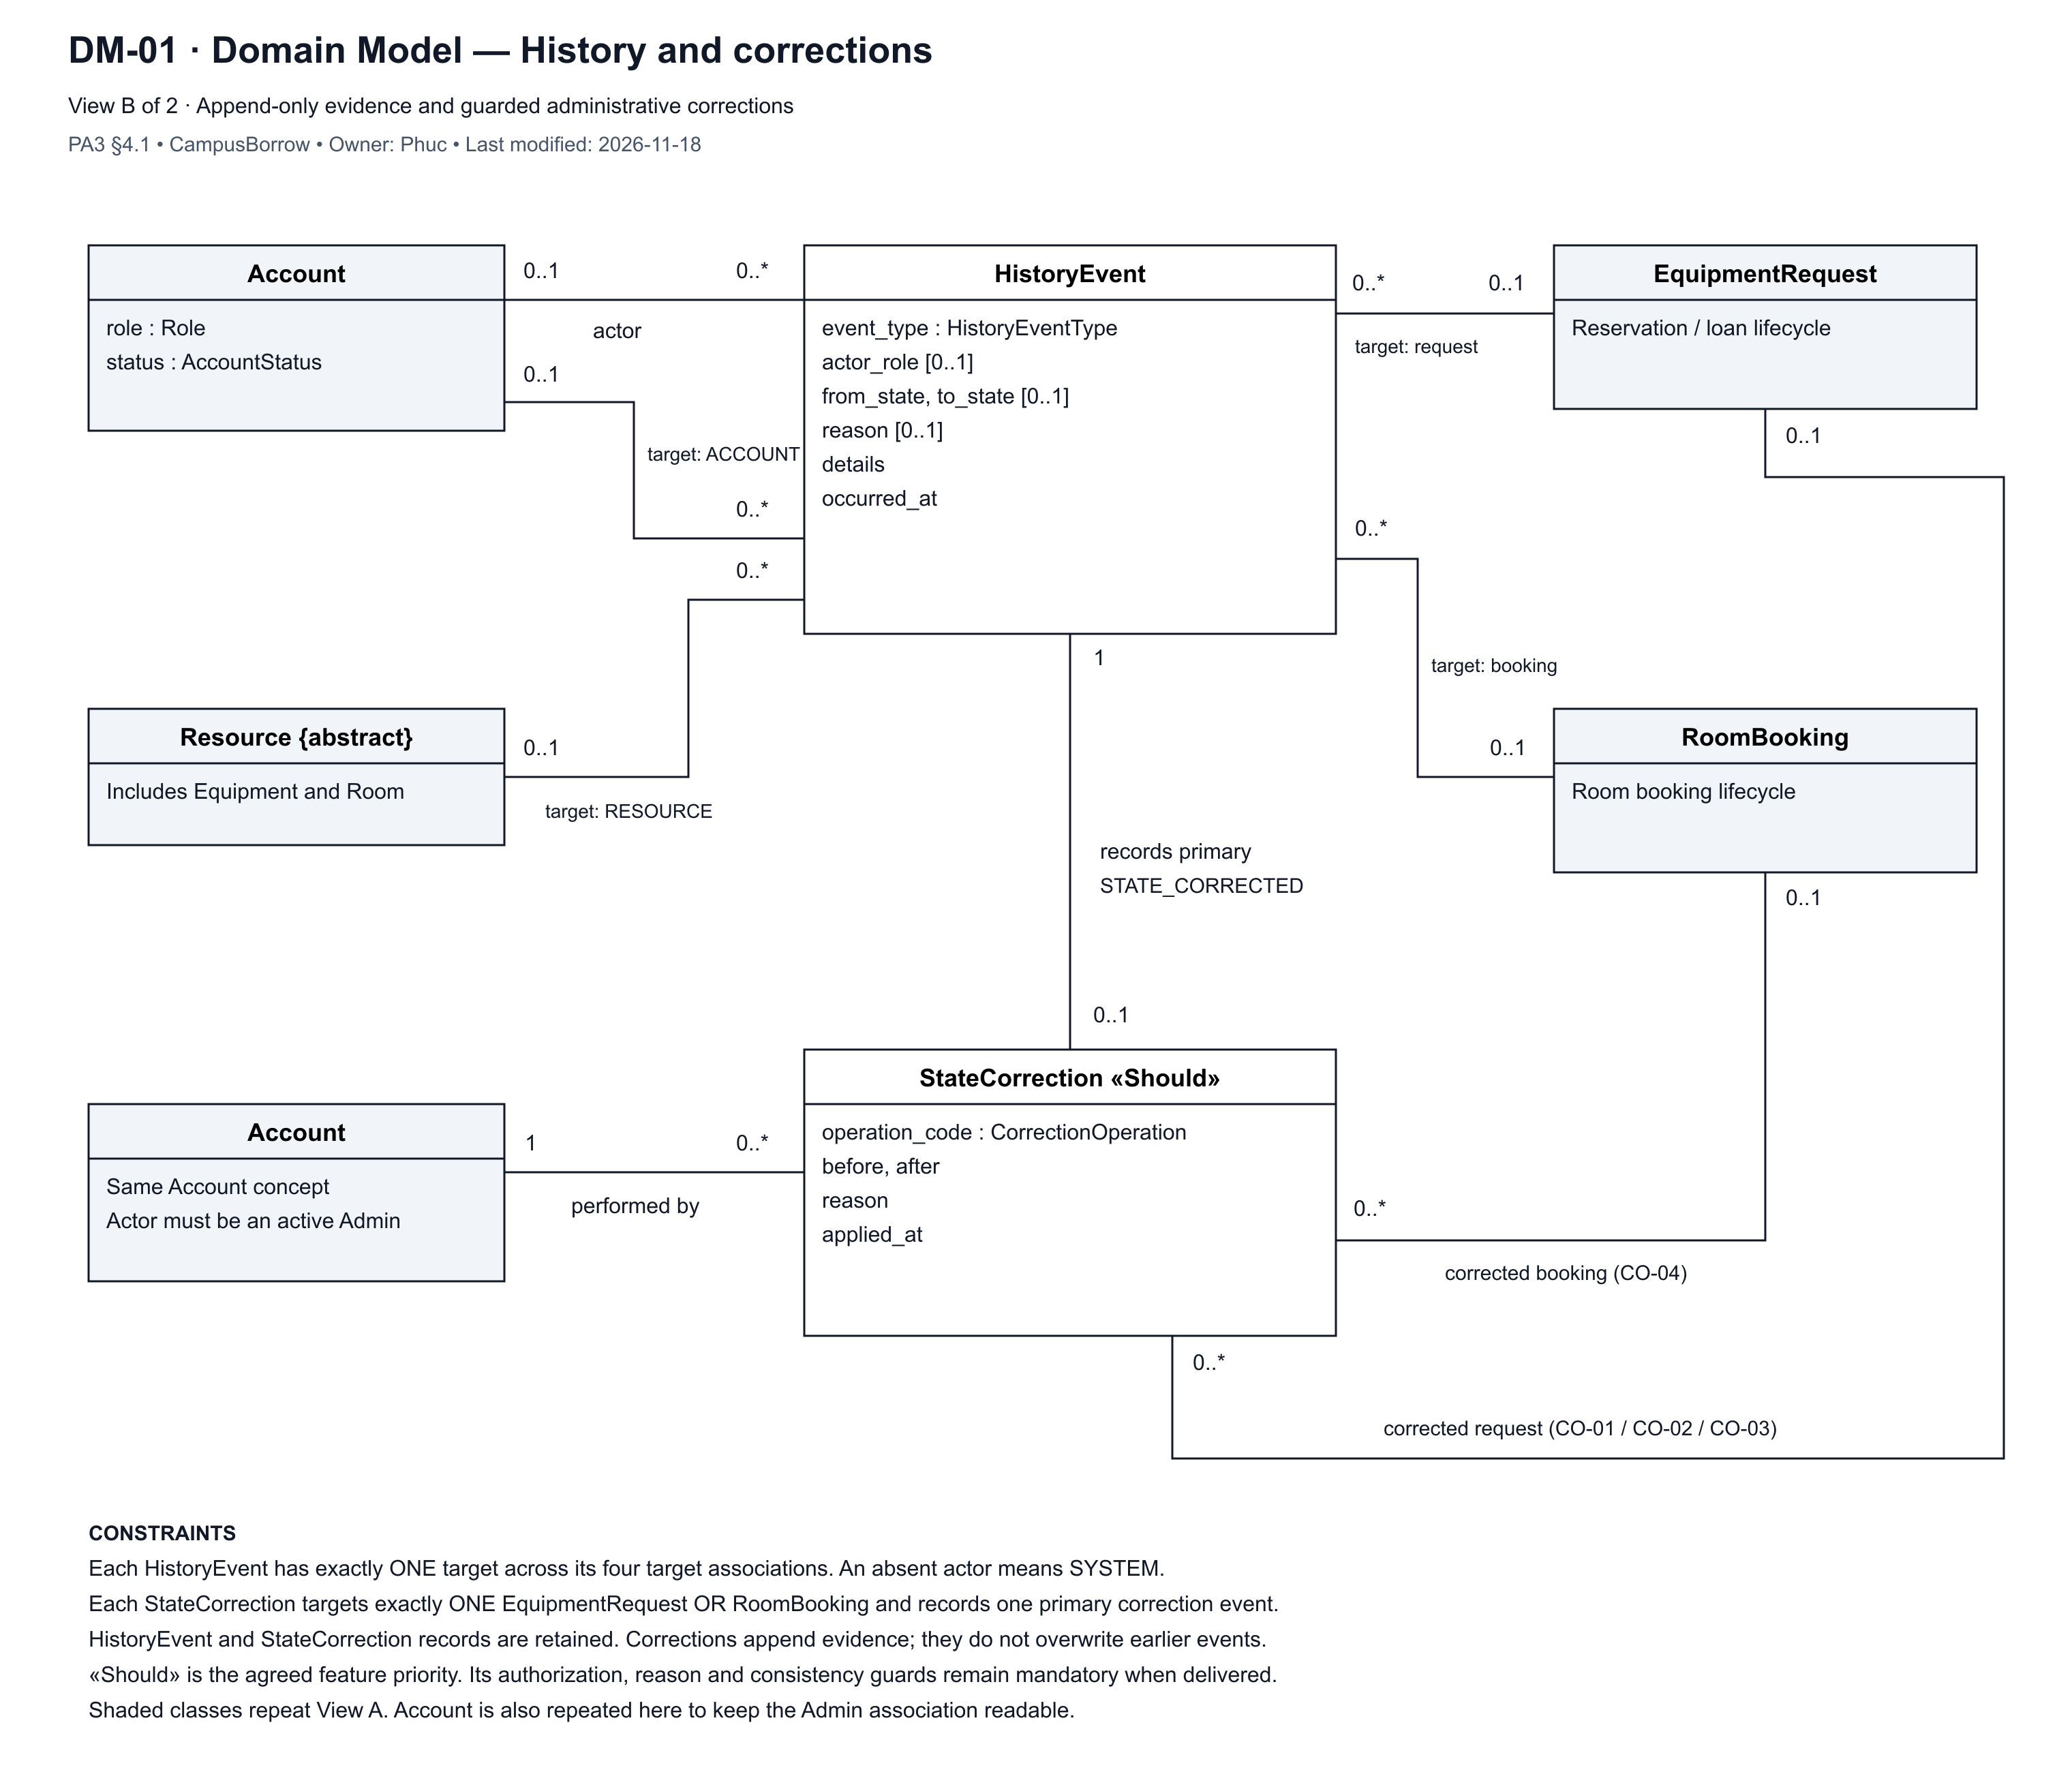 DM-01 · Domain Model — History and corrections
View B of 2 · Append-only evidence and guarded administrative corrections
PA3 §4.1 • CampusBorrow • Owner: Phuc • Last modified: 2026-11-18
Account
role : Role
status : AccountStatus
0..1
0..*
actor
0..1
target: ACCOUNT
0..*
0..*
HistoryEvent
event_type : HistoryEventType
actor_role [0..1]
from_state, to_state [0..1]
reason [0..1]
details
occurred_at
0..*
0..1
target: request
EquipmentRequest
Reservation / loan lifecycle
0..1
0..*
target: booking
0..1
Resource {abstract}
Includes Equipment and Room
0..1
target: RESOURCE
1
records primary
STATE_CORRECTED
0..1
RoomBooking
Room booking lifecycle
0..1
Account
Same Account concept
Actor must be an active Admin
1
0..*
performed by
StateCorrection «Should»
operation_code : CorrectionOperation
before, after
reason
applied_at
0..*
corrected booking (CO-04)
0..*
corrected request (CO-01 / CO-02 / CO-03)
CONSTRAINTS
Each HistoryEvent has exactly ONE target across its four target associations. An absent actor means SYSTEM.
Each StateCorrection targets exactly ONE EquipmentRequest OR RoomBooking and records one primary correction event.
HistoryEvent and StateCorrection records are retained. Corrections append evidence; they do not overwrite earlier events.
«Should» is the agreed feature priority. Its authorization, reason and consistency guards remain mandatory when delivered.
Shaded classes repeat View A. Account is also repeated here to keep the Admin association readable.